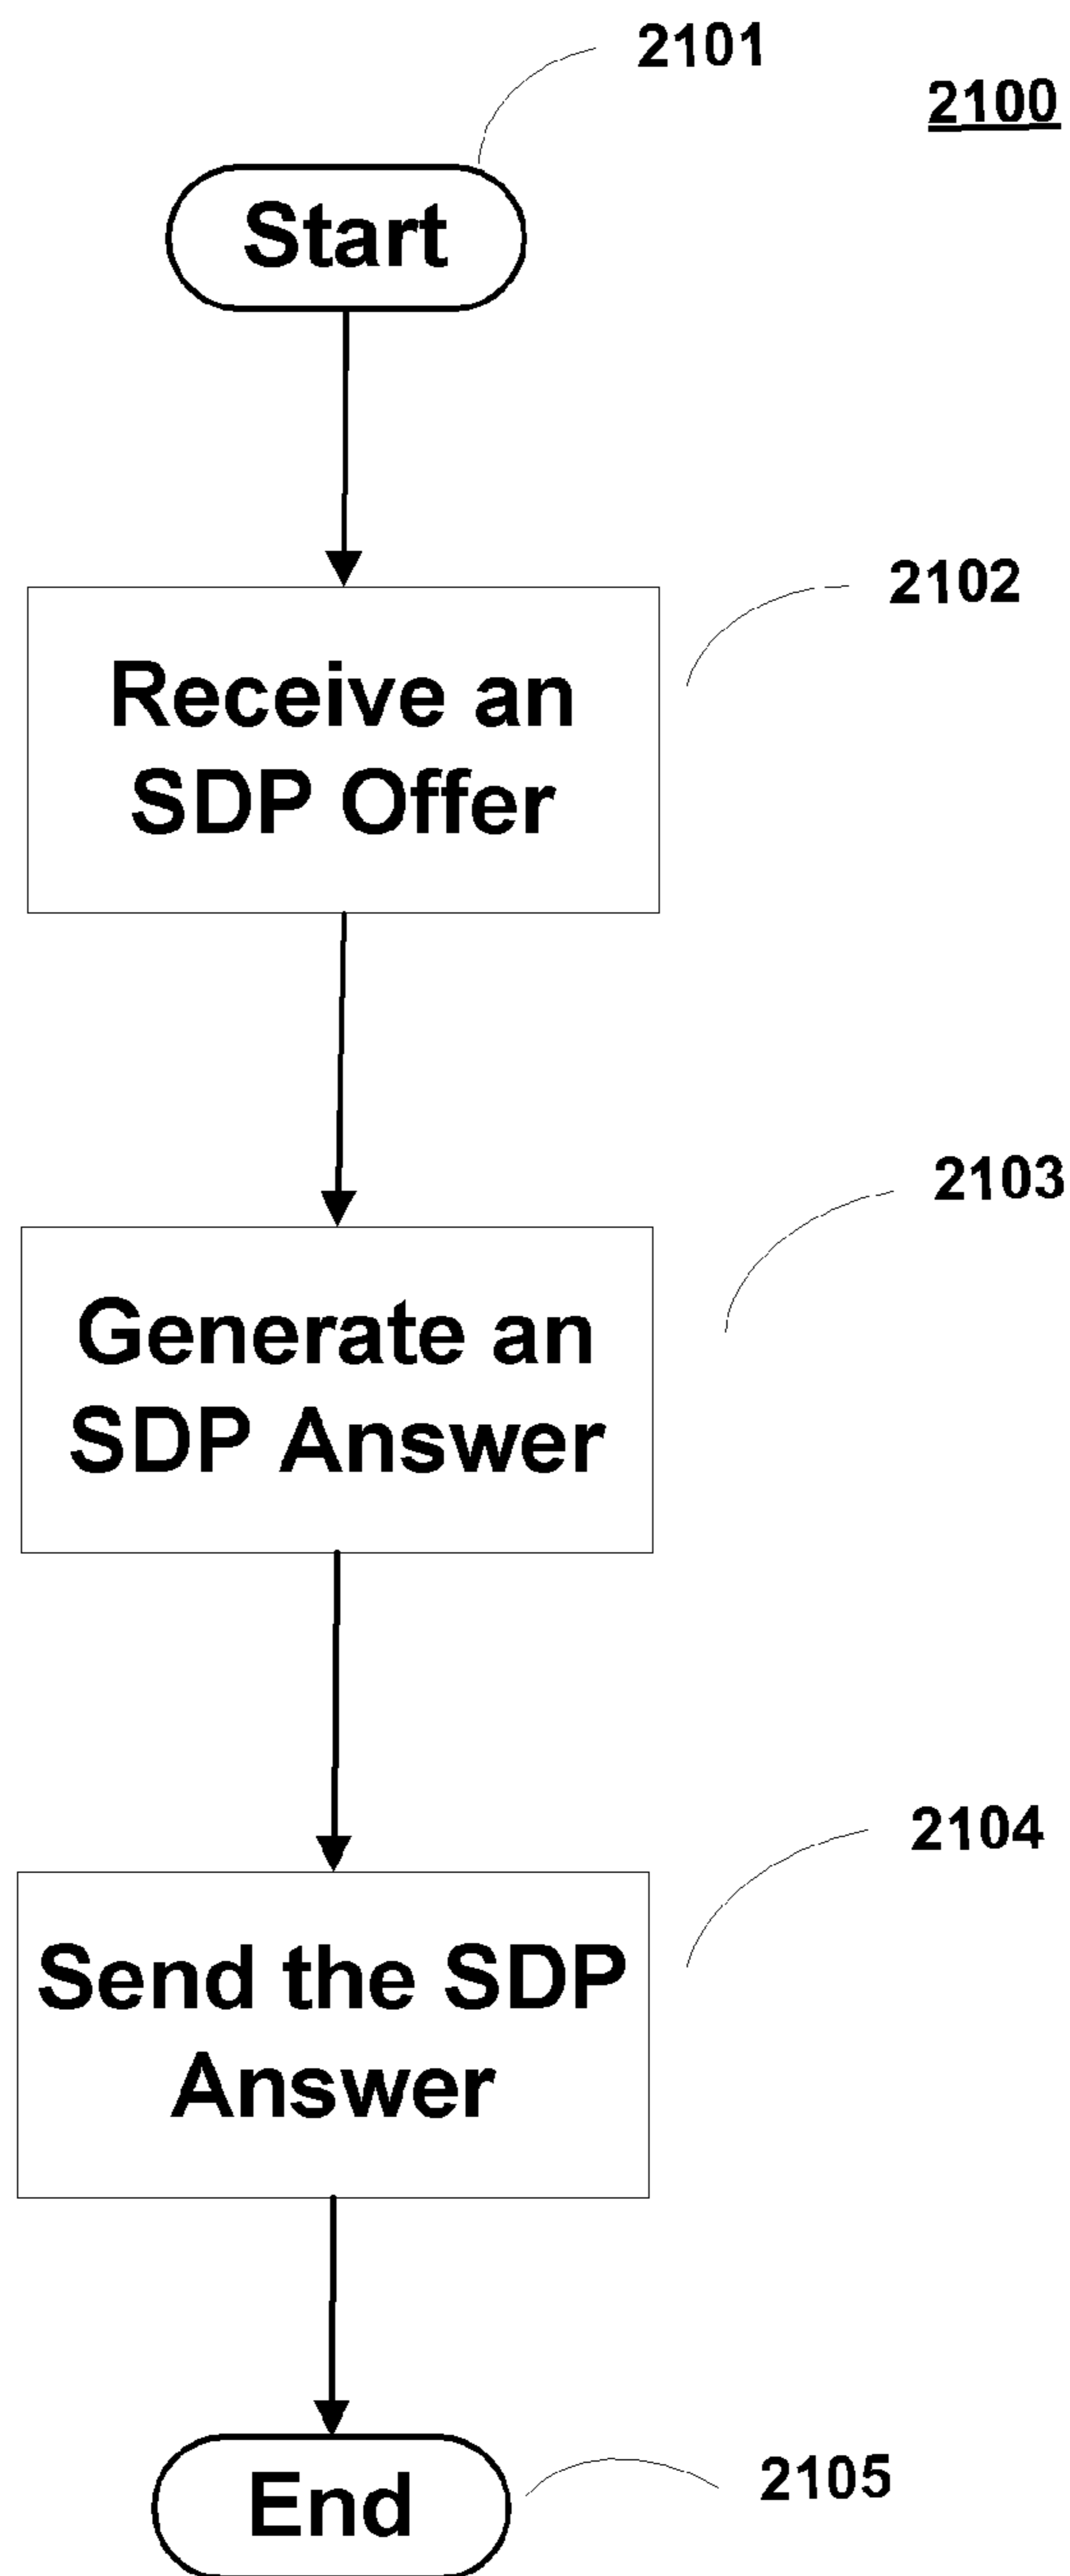 2101
2100
Start
2102
Receive an
SDP Offer
2103
Generate an
SDP Answer
2104
Send the SDP
Answer
2105
End